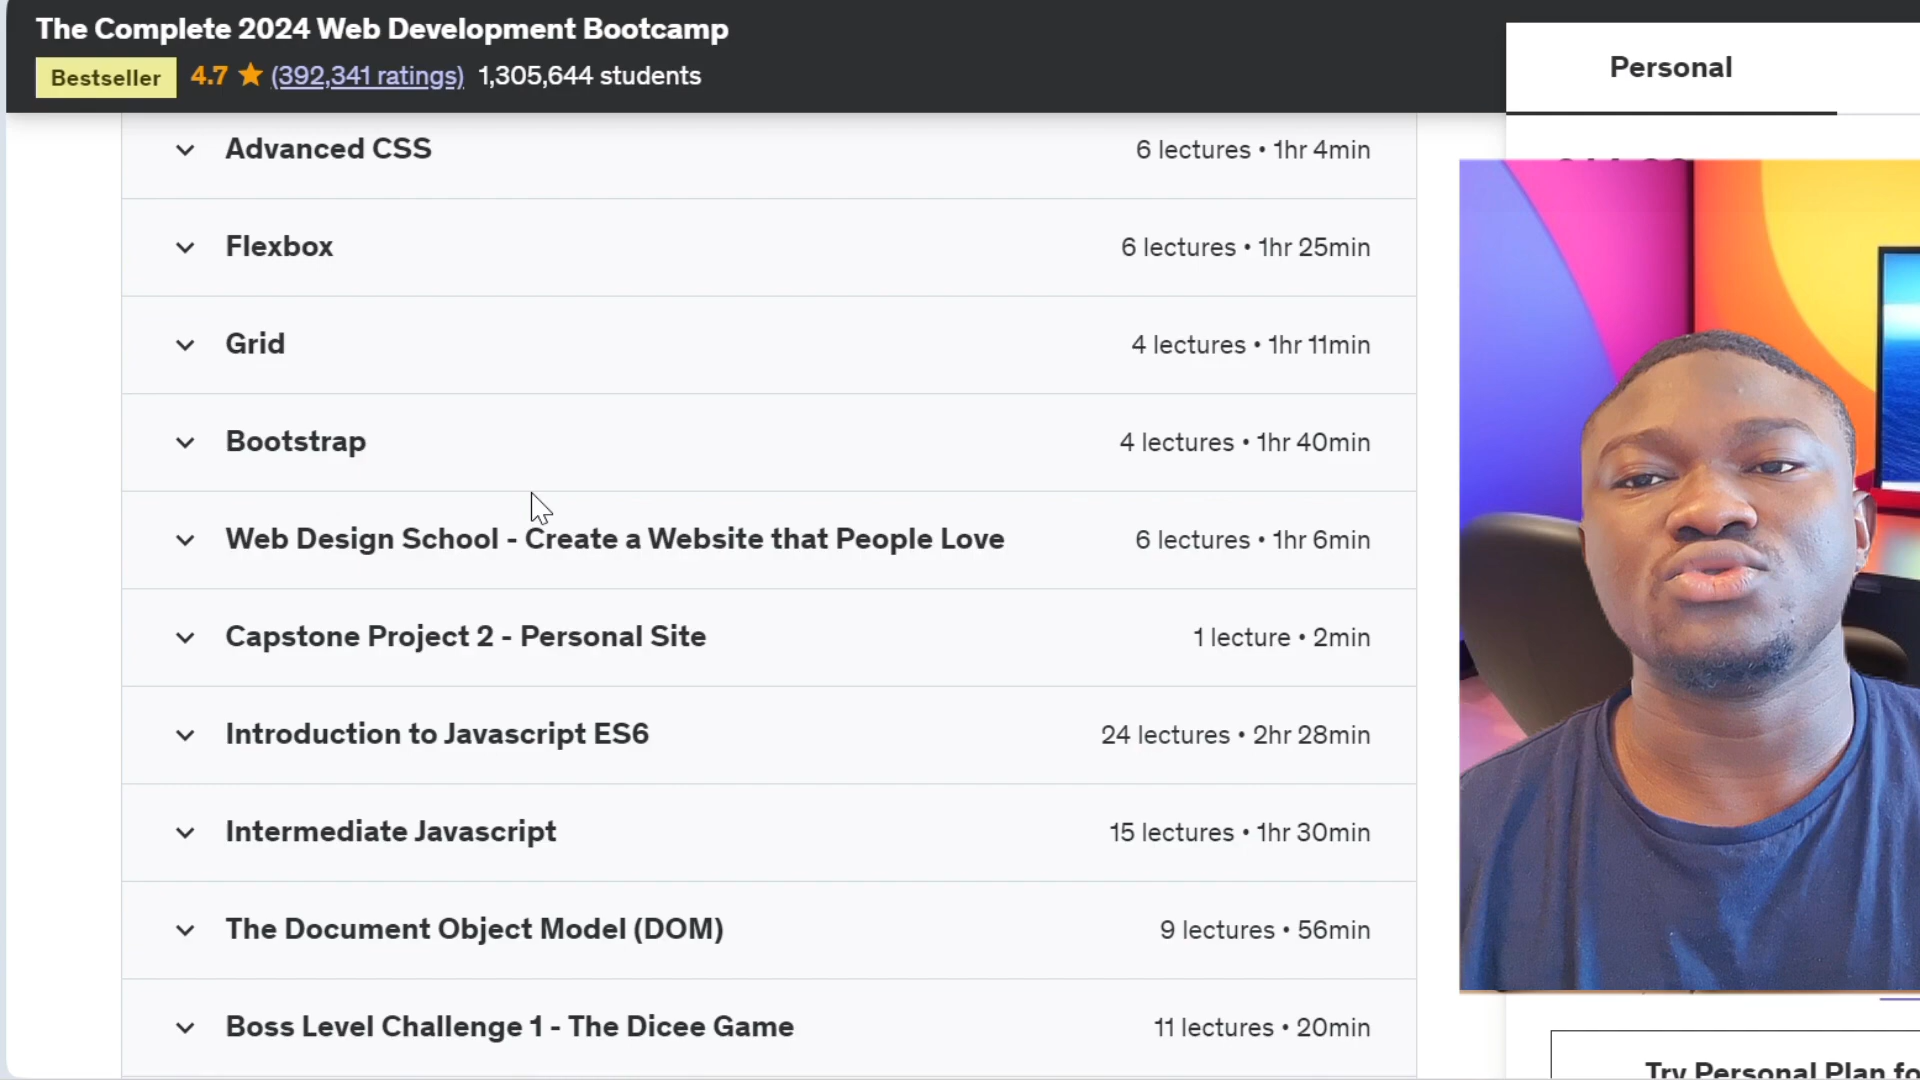 The Complete 2024 Web Development Bootcamp
Bestseller 4.7 (392,341 ratings) 1,305,644 students
Personal
Advanced CSS 6 lectures • 1hr 4min
Flexbox 6 lectures • 1hr 25min
Grid 4 lectures • 1hr 11min
Bootstrap 4 lectures • 1hr 40min
Web Design School - Create a Website that People Love 6 lectures • 1hr 6min
Capstone Project 2 - Personal Site 1 lecture • 2min
Introduction to Javascript ES6 24 lectures • 2hr 28min
Intermediate Javascript 15 lectures • 1hr 30min
The Document Object Model (DOM) 9 lectures • 56min
Boss Level Challenge 1 - The Dicee Game 11 lectures • 20min
Try Personal Plan fo